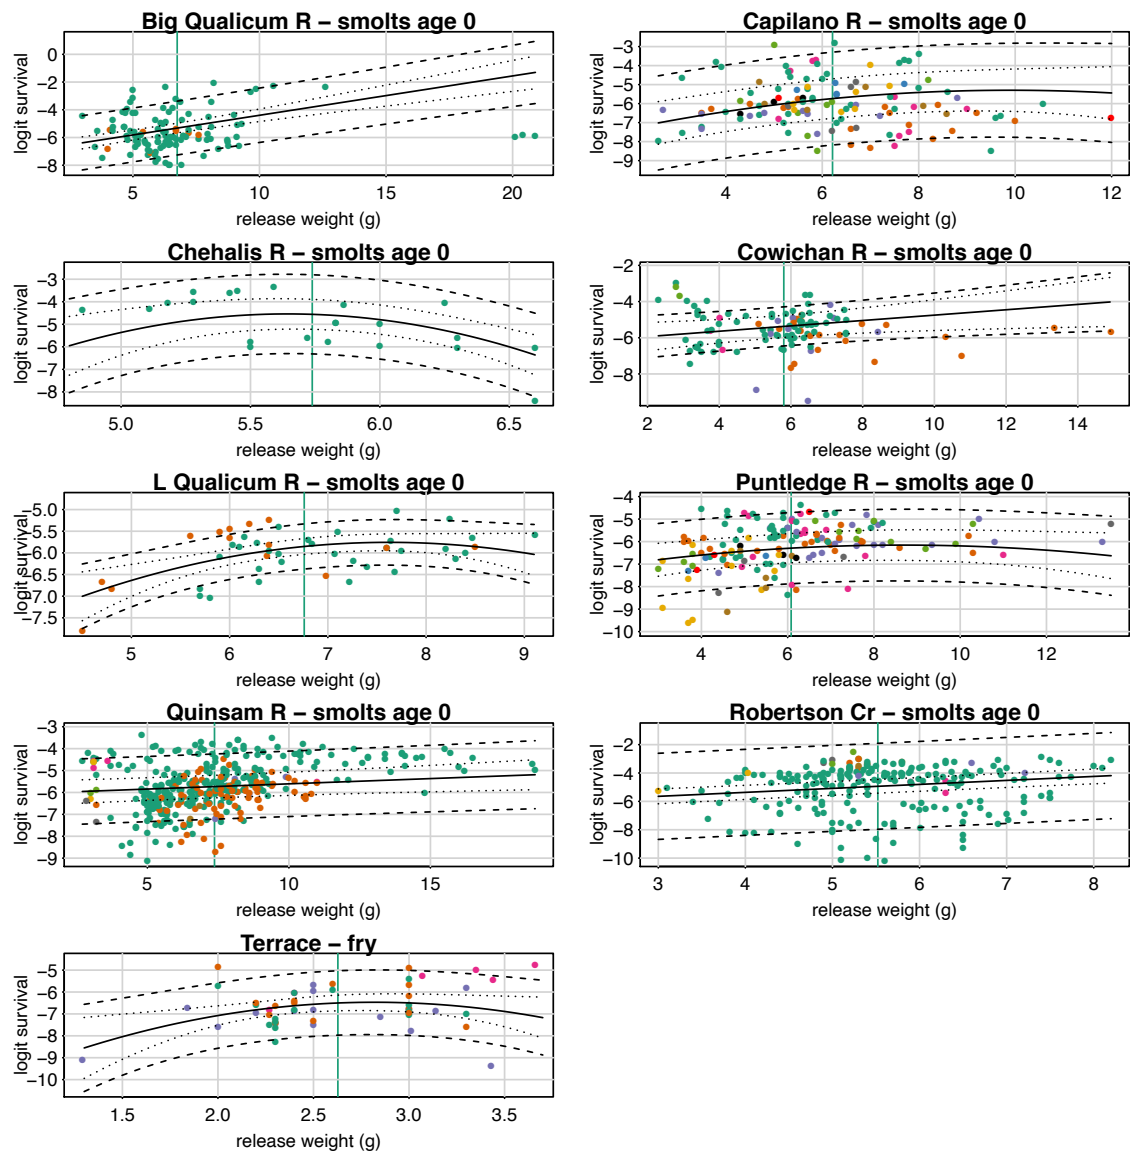 Big Qualicum R – smolts age 0
logit survival
0
−2
−4
−6
−8
5 10 15 20
release weight (g)
Capilano R – smolts age 0
logit survival
−3
−4
−5
−6
−7
−8
−9
4 6 8 10 12
release weight (g)
Chehalis R – smolts age 0
logit survival
−3
−4
−5
−6
−7
−8
5.0 5.5 6.0 6.5
release weight (g)
Cowichan R – smolts age 0
logit survival
−2
−4
−6
−8
2 4 6 8 10 12 14
release weight (g)
L Qualicum R – smolts age 0
logit survival
−5.0
−5.5
−6.0
−6.5
−7.0
−7.5
5 6 7 8 9
release weight (g)
Puntledge R – smolts age 0
logit survival
−4
−5
−6
−7
−8
−9
−10
4 6 8 10 12
release weight (g)
Quinsam R – smolts age 0
logit survival
−3
−4
−5
−6
−7
−8
−9
5 10 15
release weight (g)
Robertson Cr – smolts age 0
logit survival
−2
−4
−6
−8
−10
3 4 5 6 7 8
release weight (g)
Terrace – fry
logit survival
−5
−6
−7
−8
−9
−10
1.5 2.0 2.5 3.0 3.5
release weight (g)